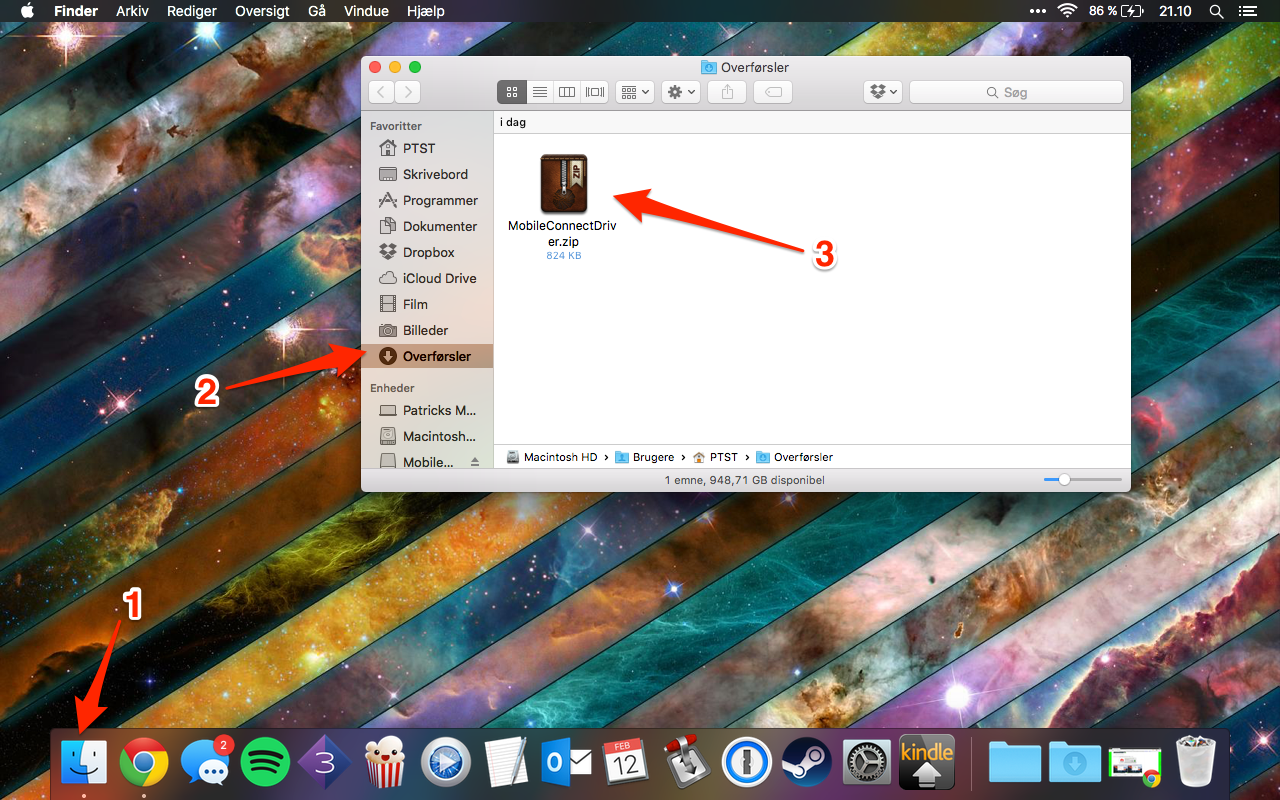 Finder Arkiv Rediger Oversigt Gå Vindue Hjælp 86 % 21.10
Overførsler
Søg
Favoritter
PTST
Skrivebord
Programmer
Dokumenter
Dropbox
iCloud Drive
Film
Billeder
Overførsler
Enheder
Patricks M...
Macintosh...
Mobile...
i dag
ZIP
MobileConnectDriv
er.zip
824 KB
3
2
Macintosh HD › Brugere › PTST › Overførsler
1 emne, 948,71 GB disponibel
1
2
3
FEB
12
kindle